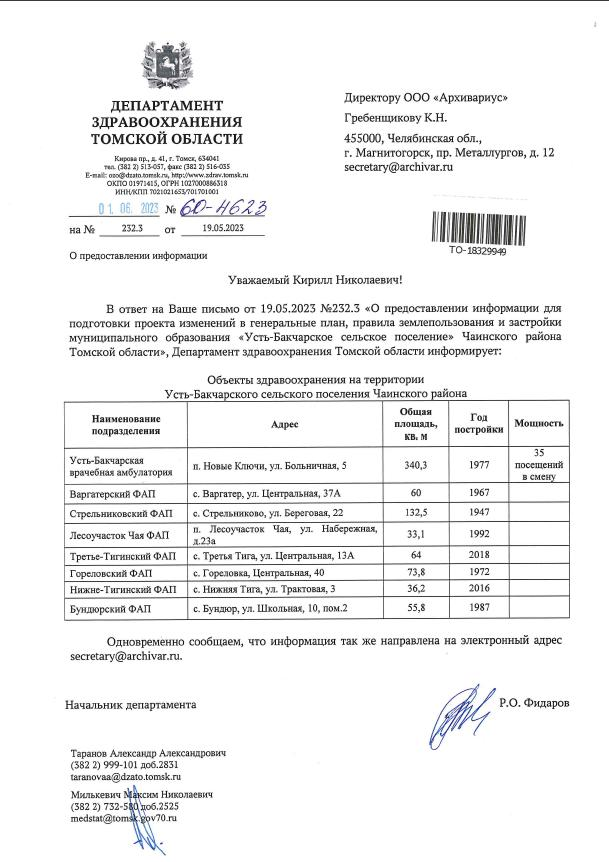 ДЕПАРТАМЕНТ
ЗДРАВООХРАНЕНИЯ
ТОМСКОЙ ОБЛАСТИ
Кирова пр., д. 41, г. Томск, 634041
тел. (382 2) 513-057, факс (382 2) 516-035
E-mail: ozo@dzato.tomsk.ru, http://www.zdrav.tomsk.ru
ОКПО 01971415, ОГРН 1027000886318
ИНН/КПП 7021021653/701701001
01.06.2023 № 60-4623
на № 232.3 от 19.05.2023
Директору ООО «Архивариус»
Гребенщикову К.Н.
455000, Челябинская обл.,
г. Магнитогорск, пр. Металлургов, д. 12
secretary@archivar.ru
ТО-18329949
О предоставлении информации
Уважаемый Кирилл Николаевич!
В ответ на Ваше письмо от 19.05.2023 №232.3 «О предоставлении информации для
подготовки проекта изменений в генеральные план, правила землепользования и застройки
муниципального образования «Усть-Бакчарское сельское поселение» Чаинского района
Томской области», Департамент здравоохранения Томской области информирует:
Объекты здравоохранения на территории
Усть-Бакчарского сельского поселения Чаинского района
Наименование подразделения Адрес Общая площадь, кв. м Год постройки Мощность
Усть-Бакчарская врачебная амбулатория п. Новые Ключи, ул. Больничная, 5 340,3 1977 35 посещений в смену
Варгатерский ФАП с. Варгатер, ул. Центральная, 37А 60 1967
Стрельниковский ФАП с. Стрельниково, ул. Береговая, 22 132,5 1947
Лесоучасток Чая ФАП п. Лесоучасток Чая, ул. Набережная, д.23а 33,1 1992
Третье-Тигинский ФАП с. Третья Тига, ул. Центральная, 13А 64 2018
Гореловский ФАП с. Гореловка, Центральная, 40 73,8 1972
Нижне-Тигинский ФАП с. Нижняя Тига, ул. Трактовая, 3 36,2 2016
Бундюрский ФАП с. Бундюр, ул. Школьная, 10, пом.2 55,8 1987
Одновременно сообщаем, что информация так же направлена на электронный адрес
secretary@archivar.ru.
Начальник департамента Р.О. Фидаров
Таранов Александр Александрович
(382 2) 999-101 доб.2831
taranovaa@dzato.tomsk.ru
Милькевич Максим Николаевич
(382 2) 732-580 доб.2525
medstat@tomsk.gov70.ru